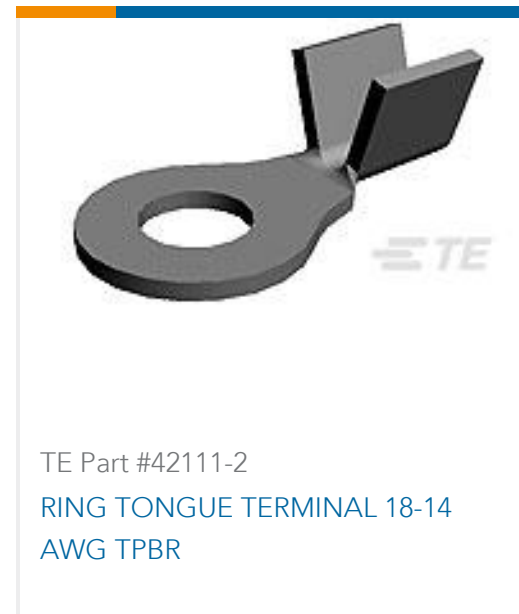 TE
TE Part #42111-2
RING TONGUE TERMINAL 18-14
AWG TPBR